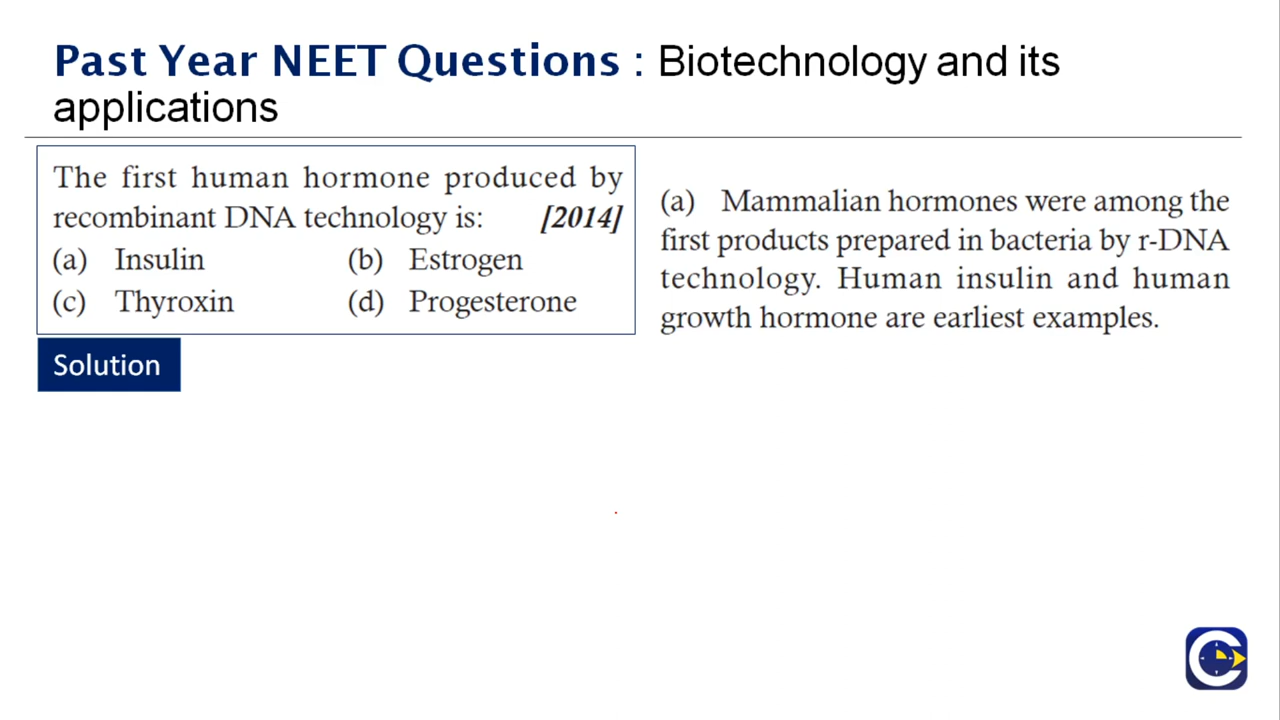 Past Year NEET Questions : Biotechnology and its
applications
The first human hormone produced by
recombinant DNA technology is: [2014]
(a) Insulin (b) Estrogen
(c) Thyroxin (d) Progesterone
Solution
(a) Mammalian hormones were among the
first products prepared in bacteria by r-DNA
technology. Human insulin and human
growth hormone are earliest examples.